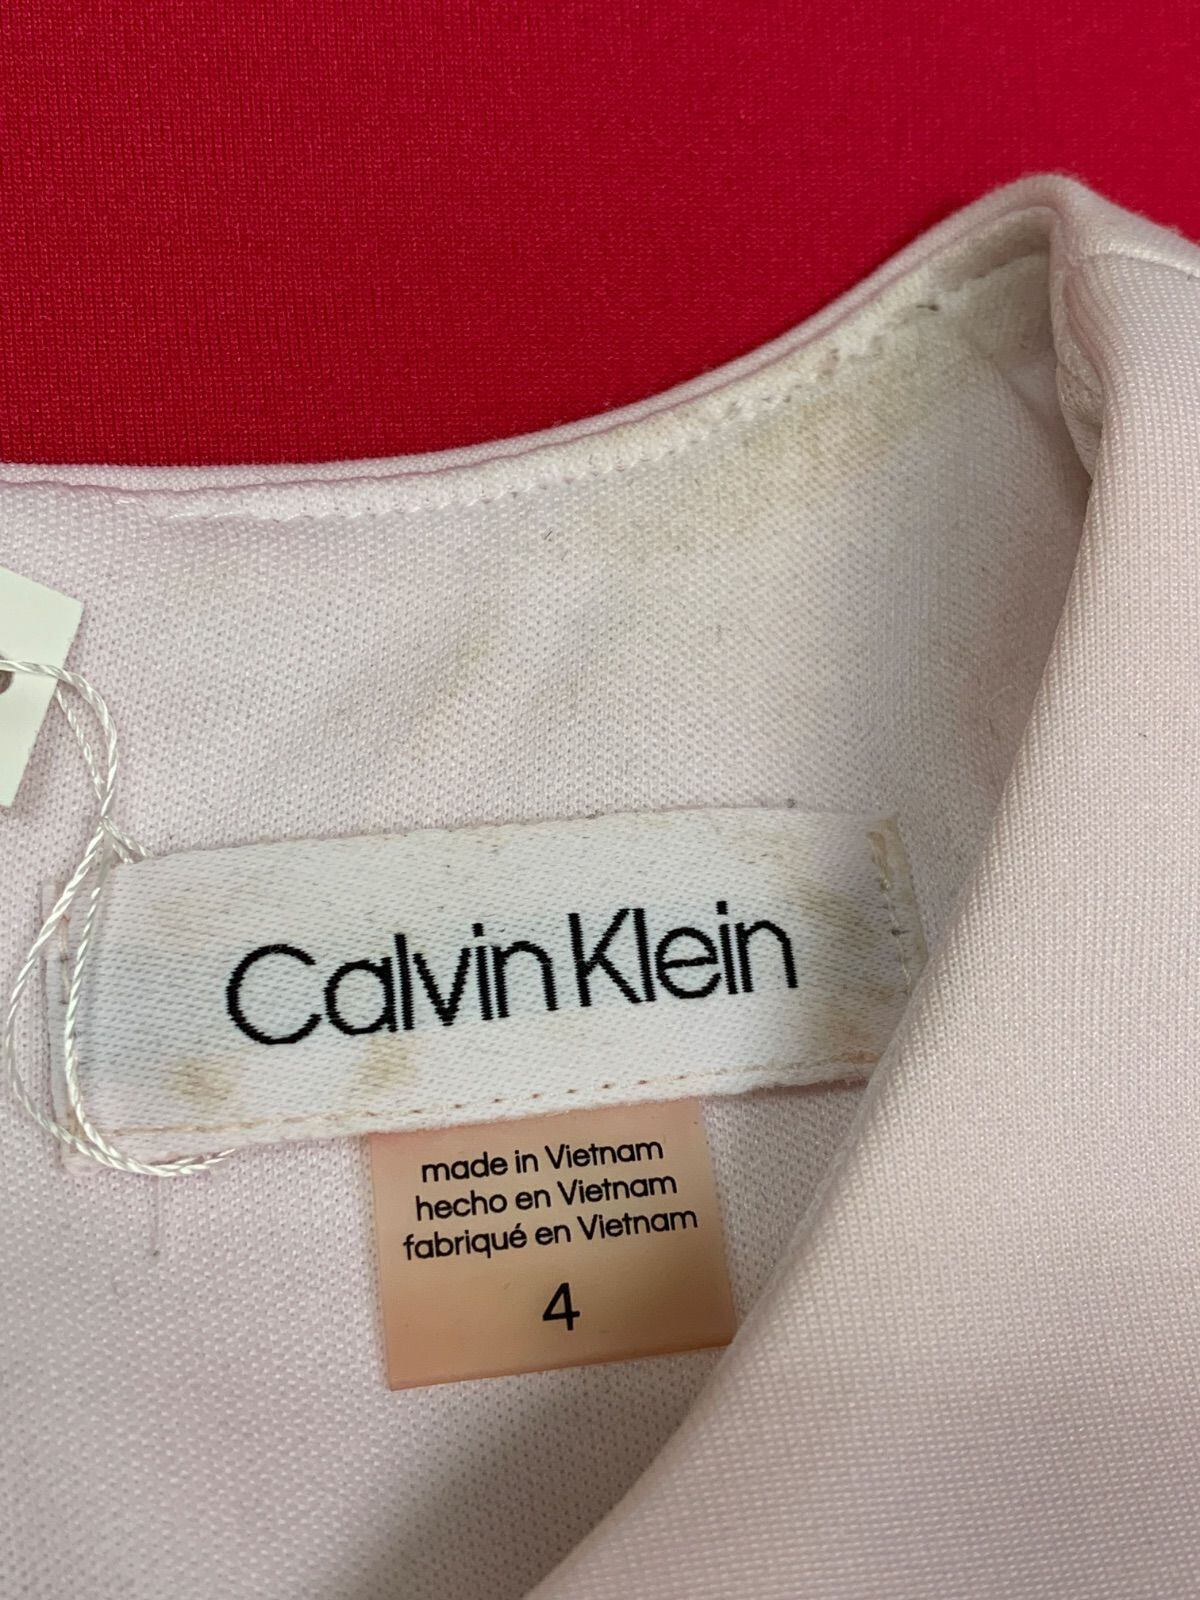 Calvin Klein
made in Vietnam
hecho en Vietnam
fabriqué en Vietnam
4